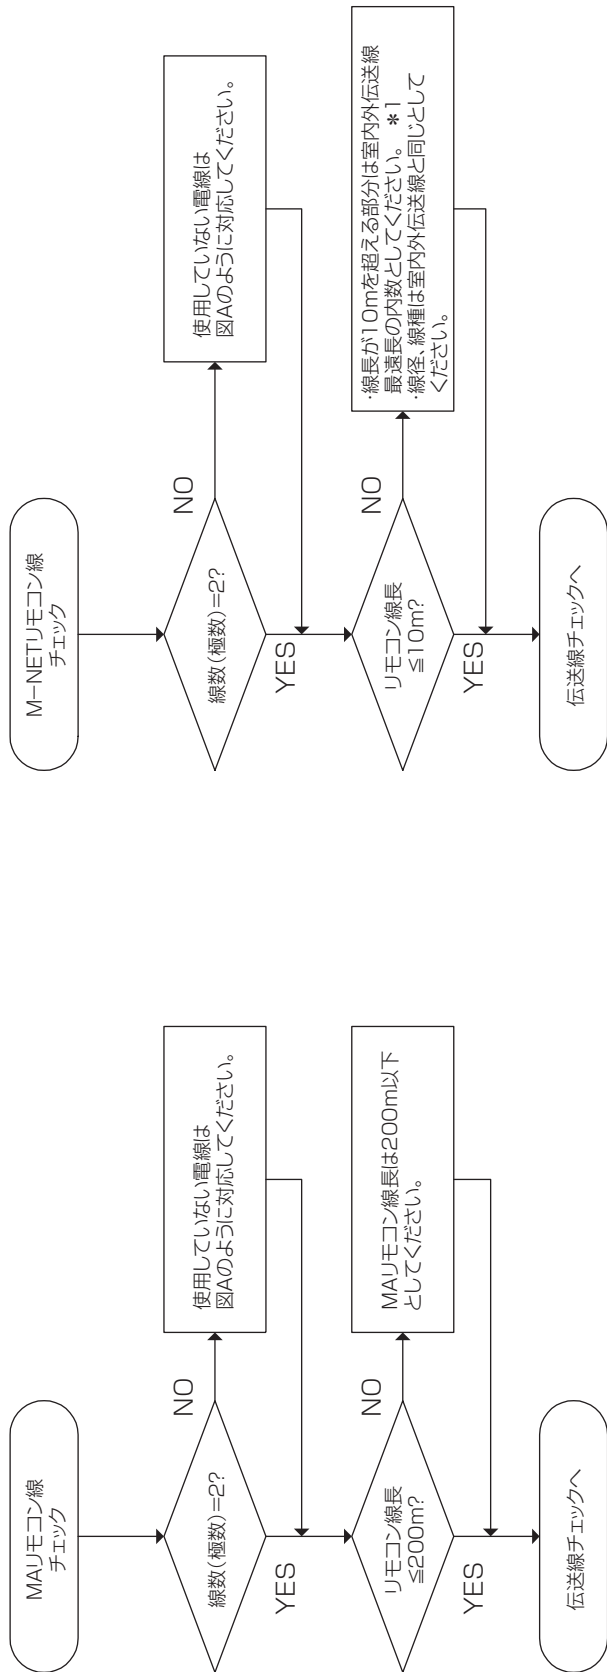 MAリモコン線
チェック
線数(極数)=2?
NO
使用していない電線は
図Aのように対応してください。
YES
リモコン線長
≦200m?
NO
MAリモコン線長は200m以下
としてください。
YES
伝送線チェックへ
M-NETリモコン線
チェック
線数(極数)=2?
NO
使用していない電線は
図Aのように対応してください。
YES
リモコン線長
≦10m?
NO
・線長が10mを超える部分は室内外伝送線
最遠長の内数としてください。 *1
・線径、線種は室内外伝送線と同じとして
ください。
YES
伝送線チェックへ